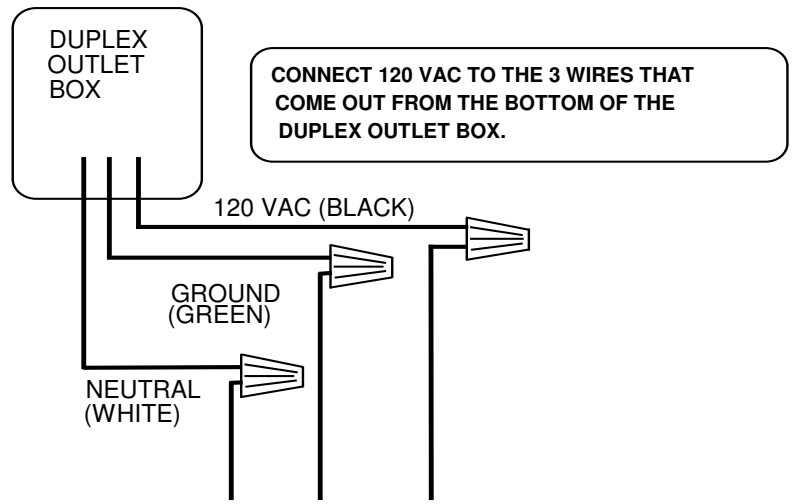 DUPLEX
OUTLET
BOX
CONNECT 120 VAC TO THE 3 WIRES THAT
COME OUT FROM THE BOTTOM OF THE
DUPLEX OUTLET BOX.
120 VAC (BLACK)
GROUND
(GREEN)
NEUTRAL
(WHITE)